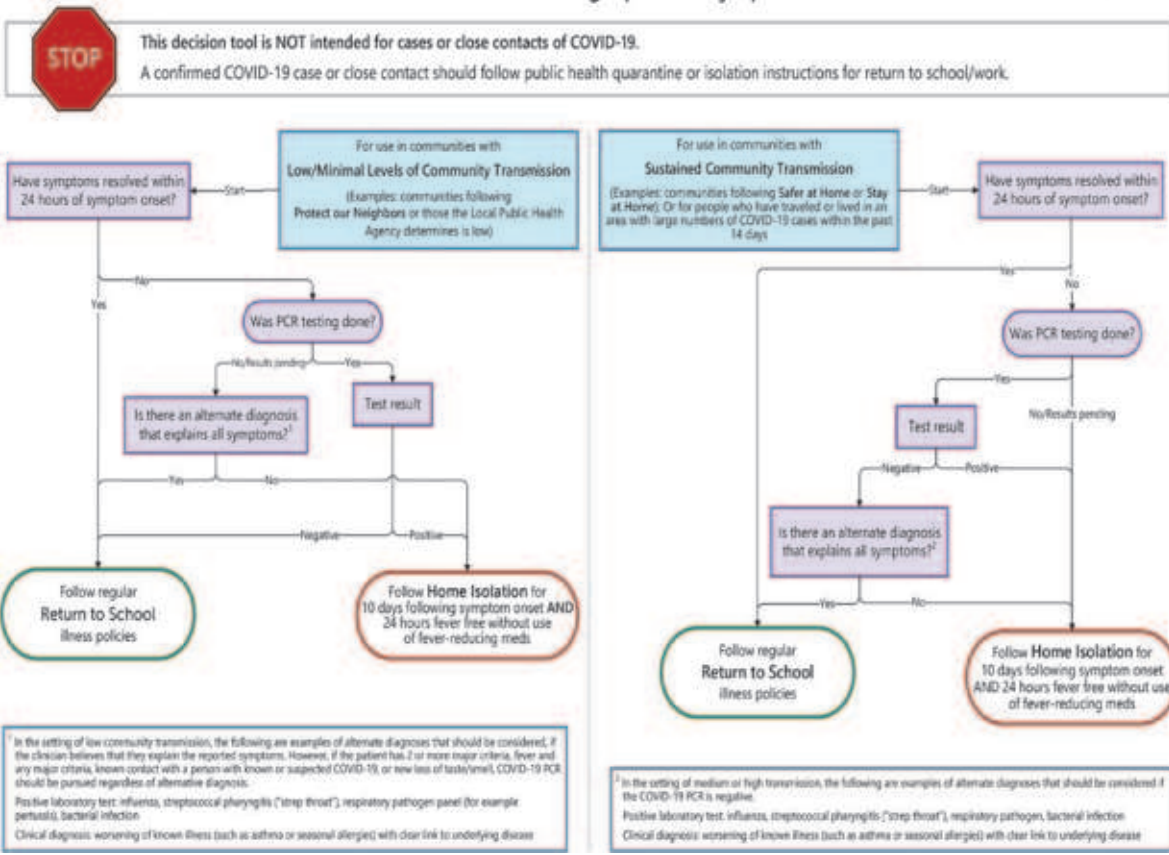 STOP
This decision tool is NOT intended for cases or close contacts of COVID-19.
A confirmed COVID-19 case or close contact should follow public health quarantine or isolation instructions for return to school/work.
For use in communities with
Low/Minimal Levels of Community Transmission
(Examples: communities following
Protect our Neighbors or those the Local Public Health
Agency determines is low)
Start
Have symptoms resolved within
24 hours of symptom onset?
No
Yes
Was PCR testing done?
No/Results pending
Yes
Is there an alternate diagnosis
that explains all symptoms?¹
Test result
Yes
No
Negative
Positive
Follow regular
Return to School
illness policies
Follow Home Isolation for
10 days following symptom onset AND
24 hours fever free without use
of fever-reducing meds
¹ In the setting of low community transmission, the following are examples of alternate diagnoses that should be considered, if
the clinician believes that they explain the reported symptoms. However, if the patient has 2 or more major criteria, fever and
any major criteria, known contact with a person with known or suspected COVID-19, or new loss of taste/smell, COVID-19 PCR
should be pursued regardless of alternative diagnosis.
Positive laboratory test: influenza, streptococcal pharyngitis ("strep throat"), respiratory pathogen panel (for example
pertussis), bacterial infection
Clinical diagnosis: worsening of known illness (such as asthma or seasonal allergies) with clear link to underlying disease
For use in communities with
Sustained Community Transmission
(Examples: communities following Safer at Home or Stay
at Home); Or for people who have traveled or lived in an
area with large numbers of COVID-19 cases within the past
14 days
Start
Have symptoms resolved within
24 hours of symptom onset?
Yes
No
Was PCR testing done?
Yes
No/Results pending
Test result
Negative
Positive
Is there an alternate diagnosis
that explains all symptoms?²
Yes
No
Follow regular
Return to School
illness policies
Follow Home Isolation for
10 days following symptom onset
AND 24 hours fever free without use
of fever-reducing meds
² In the setting of medium or high transmission, the following are examples of alternate diagnoses that should be considered if
the COVID-19 PCR is negative.
Positive laboratory test: influenza, streptococcal pharyngitis ("strep throat"), respiratory pathogen, bacterial infection
Clinical diagnosis: worsening of known illness (such as asthma or seasonal allergies) with clear link to underlying disease